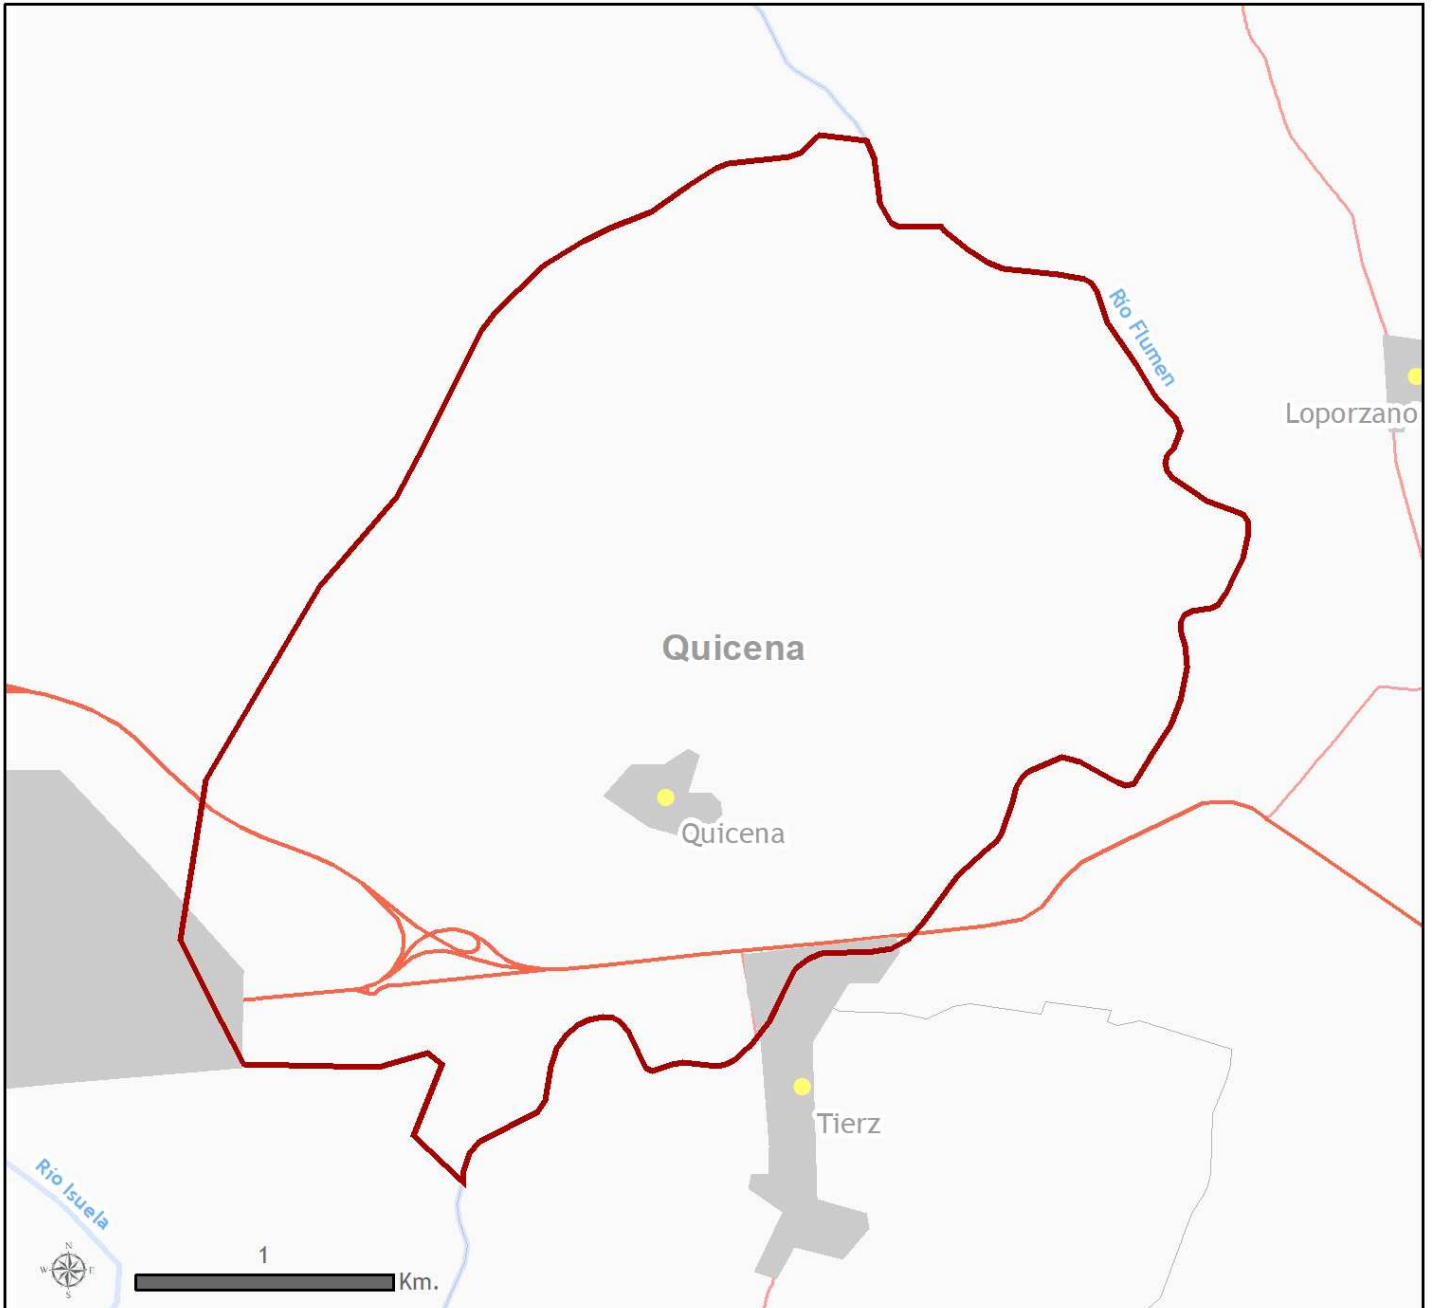 Río Flumen
Loporzano
Quicena
Quicena
Tierz
Río Isuela
N
W E
S
1
Km.